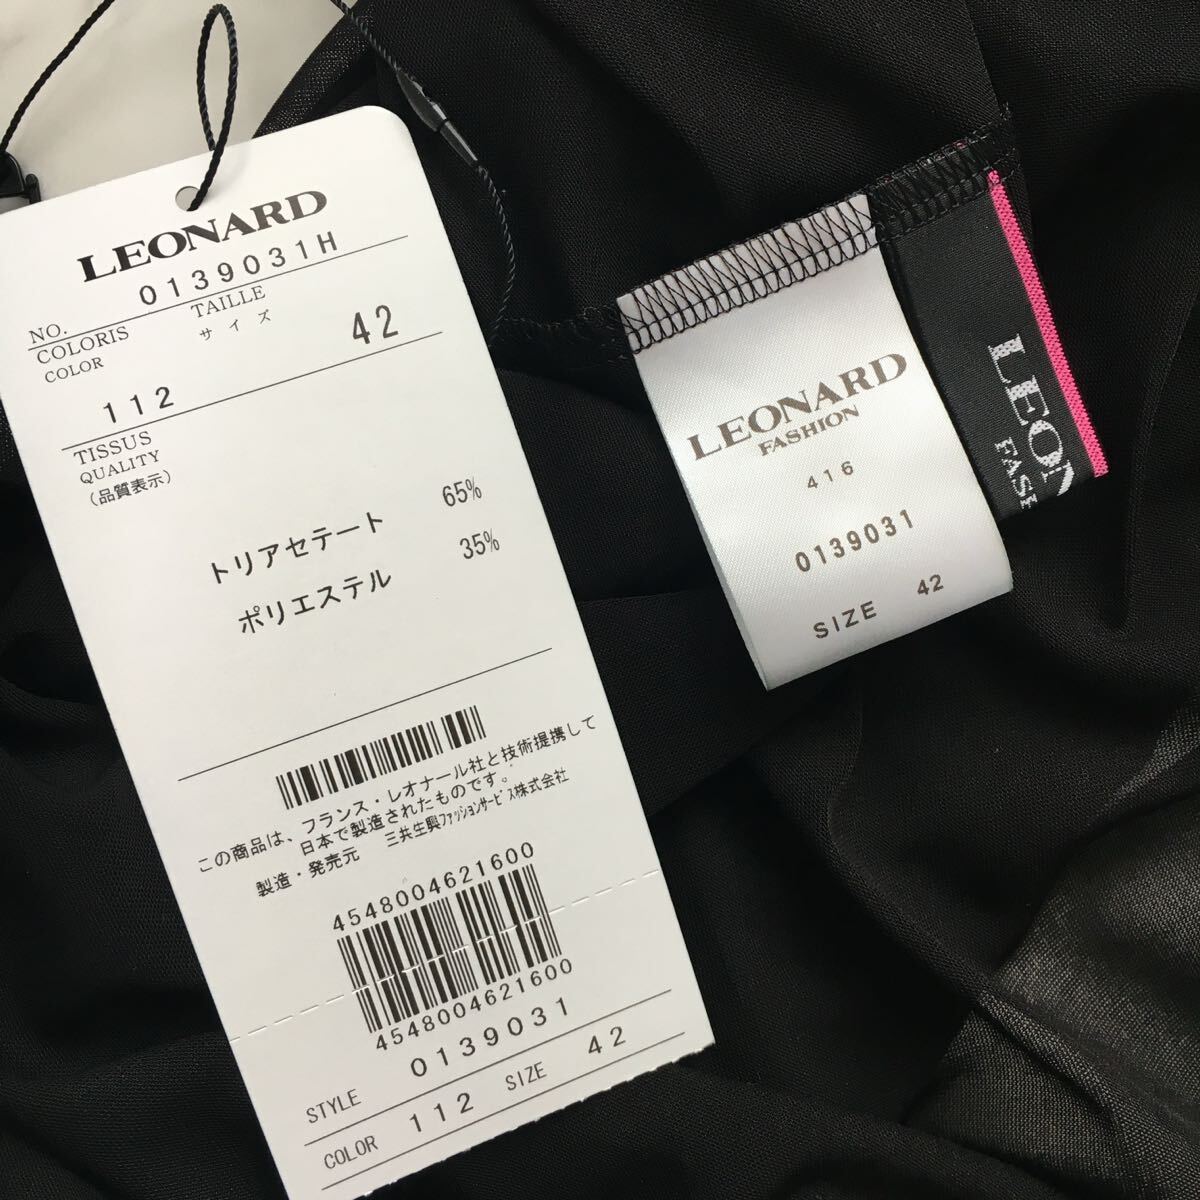 LEONARD
NO. 0139031H
COLORIS TAILLE
COLOR サイズ 42
112
TISSUS
QUALITY
(品質表示)
トリアセテート 65%
ポリエステル 35%
この商品は、フランス・レオナール社と技術提携して
日本で製造されたものです。
製造・発売元 三共生興ファッションサービス株式会社
4548004621600
4548004621600
STYLE 0139031
COLOR 112 SIZE 42
LEONARD
FASHION
416
0139031
SIZE 42
LEON
FASH